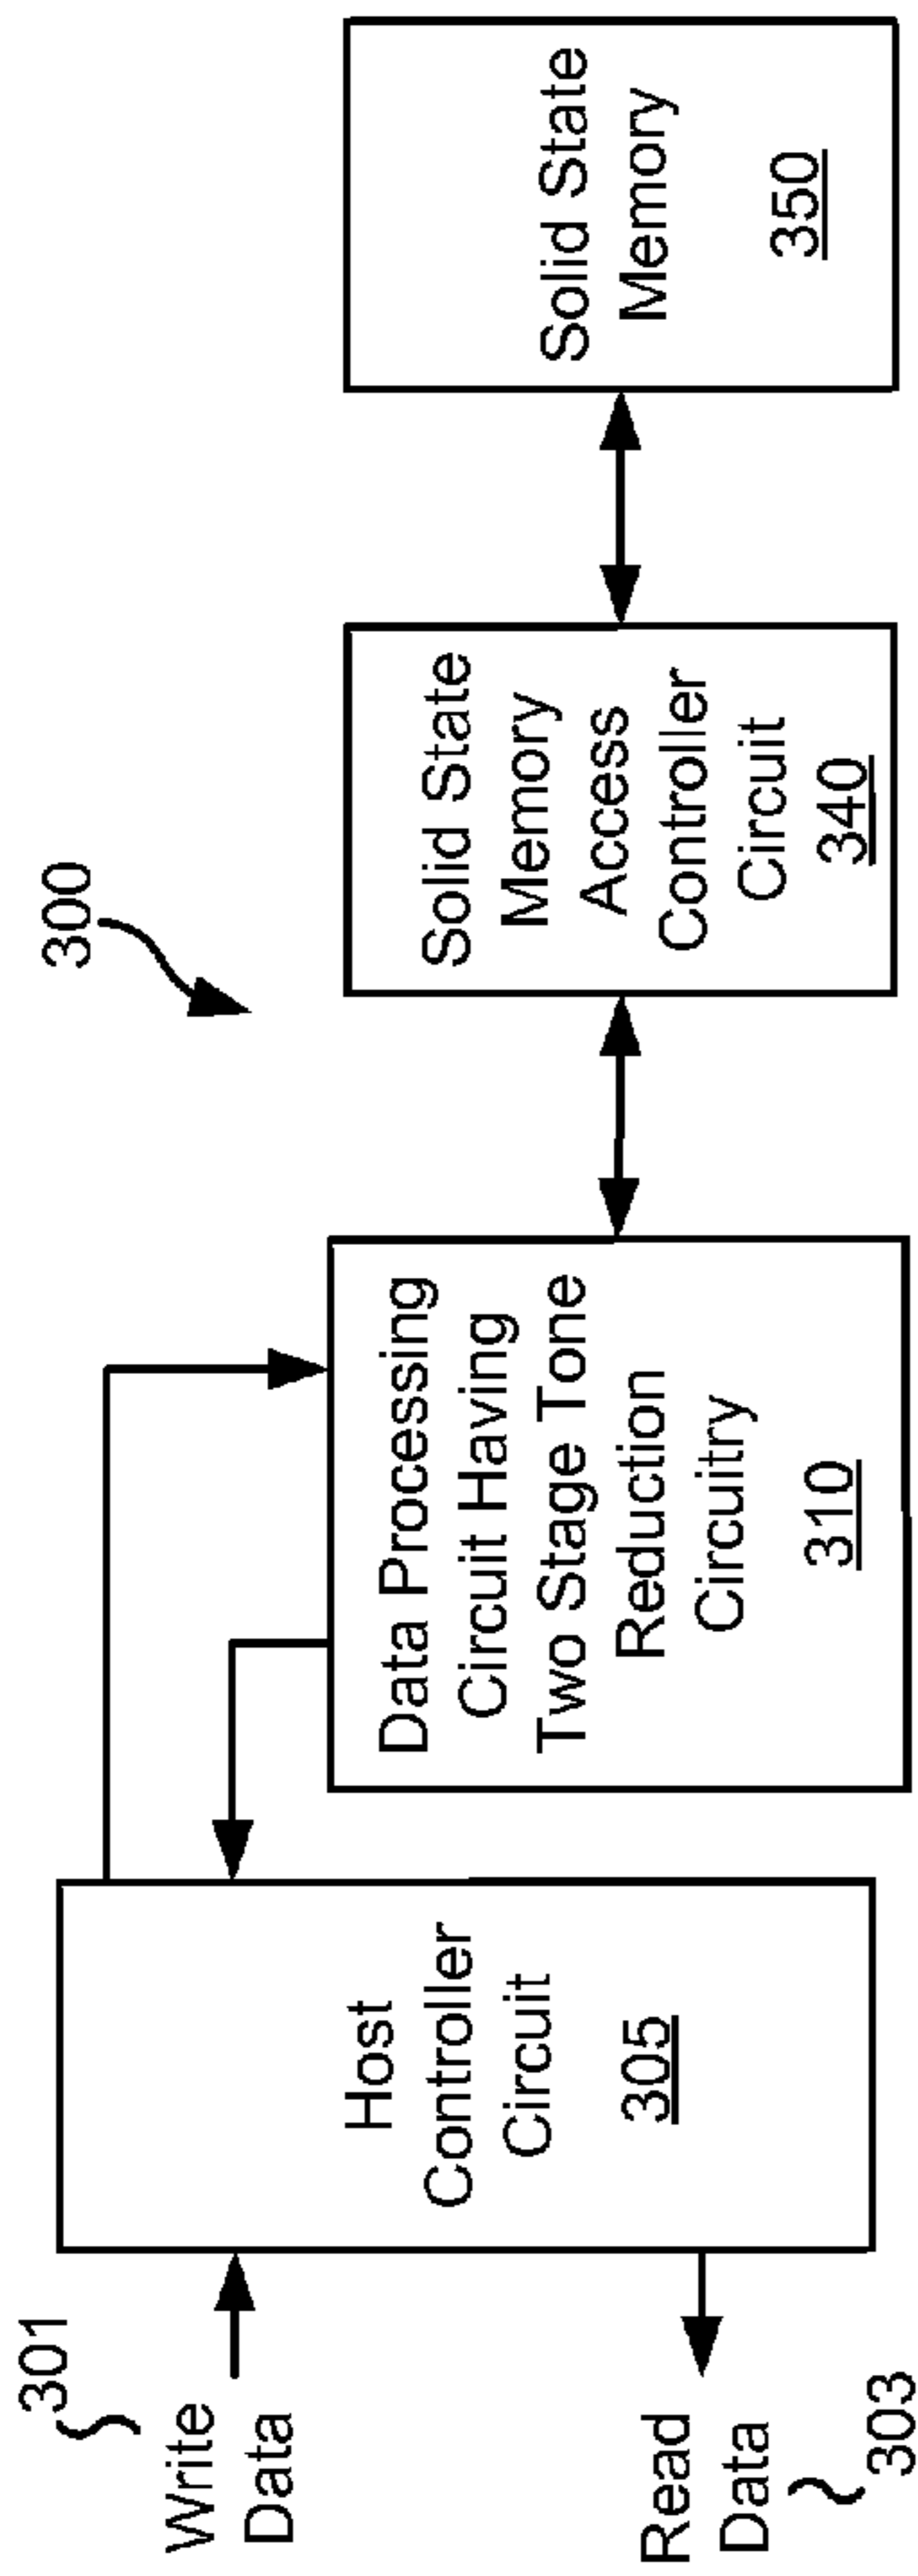 300
301
Write
Data
Read
Data
303
Host
Controller
Circuit
305
Data Processing
Circuit Having
Two Stage Tone
Reduction
Circuitry
310
Solid State
Memory
Access
Controller
Circuit
340
Solid State
Memory
350